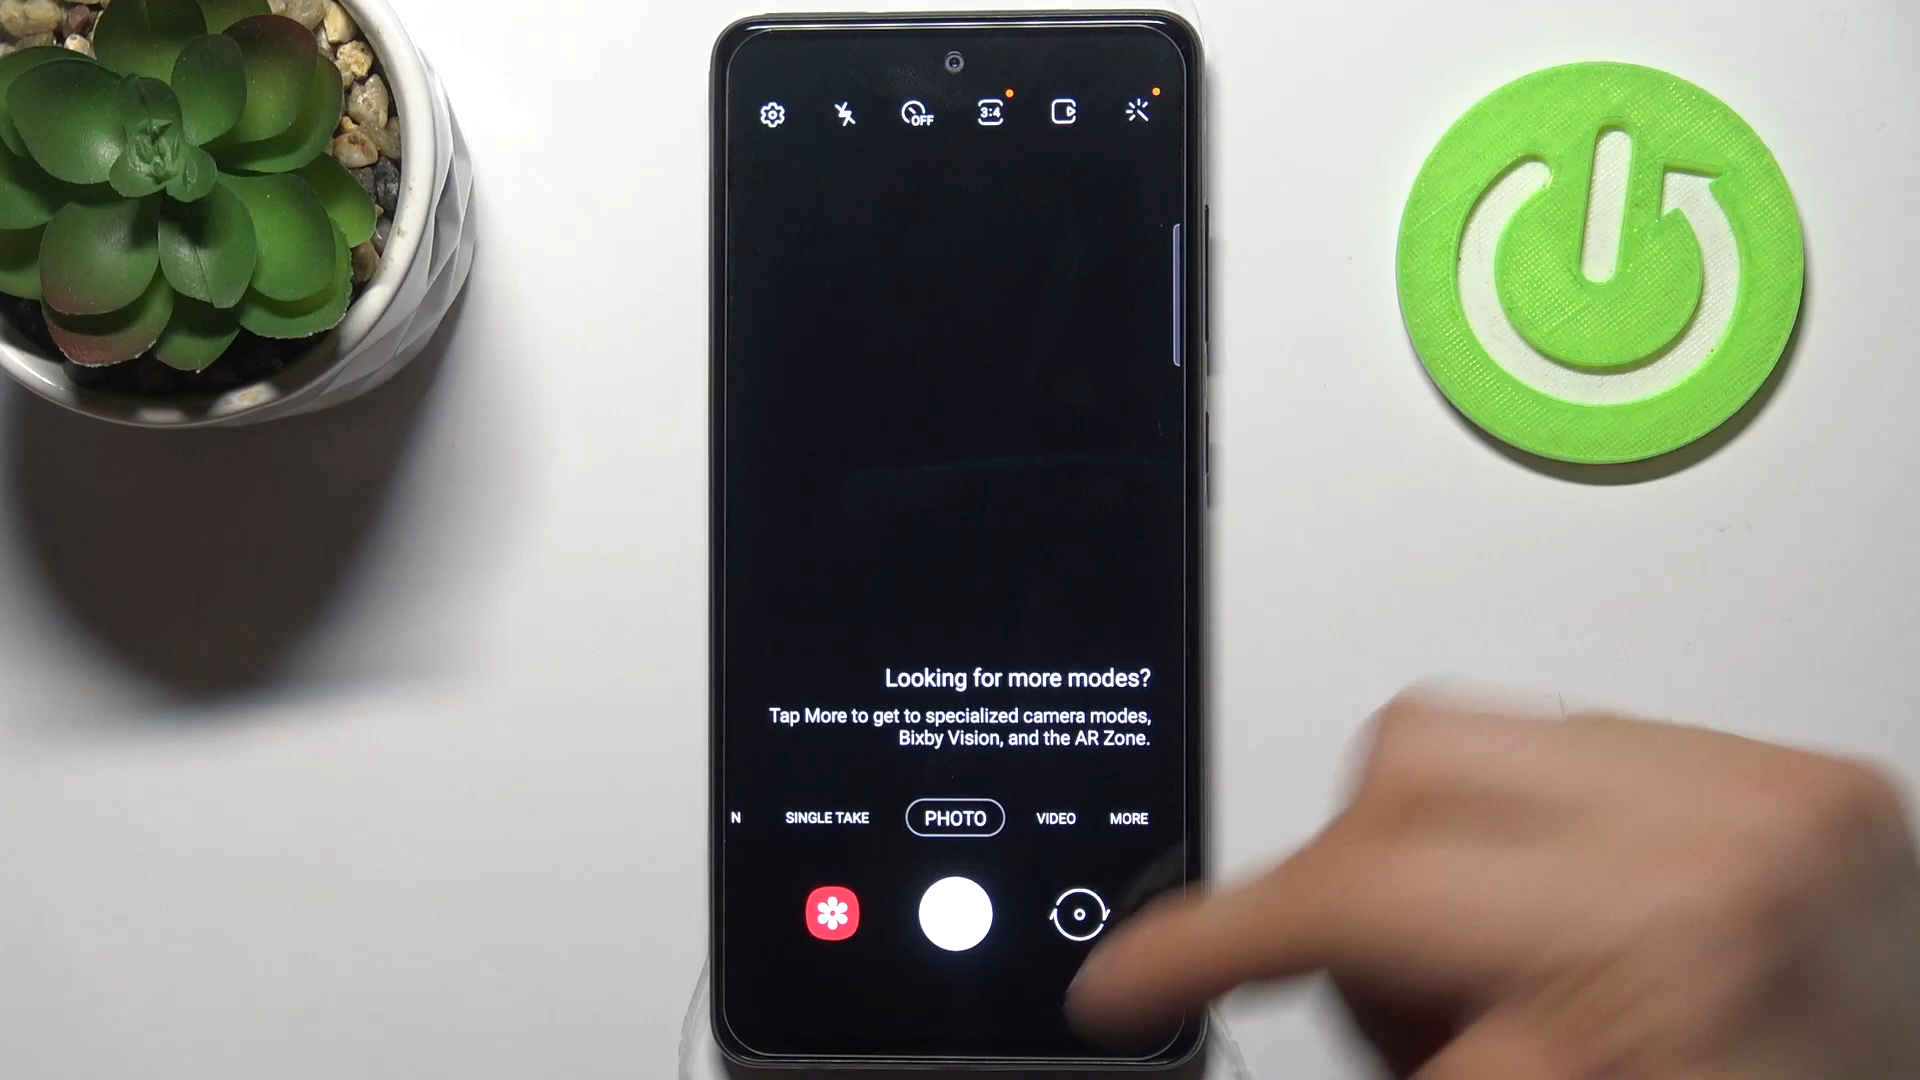 OFF
3:4
Looking for more modes?
Tap More to get to specialized camera modes,
Bixby Vision, and the AR Zone.
N SINGLE TAKE PHOTO VIDEO MORE